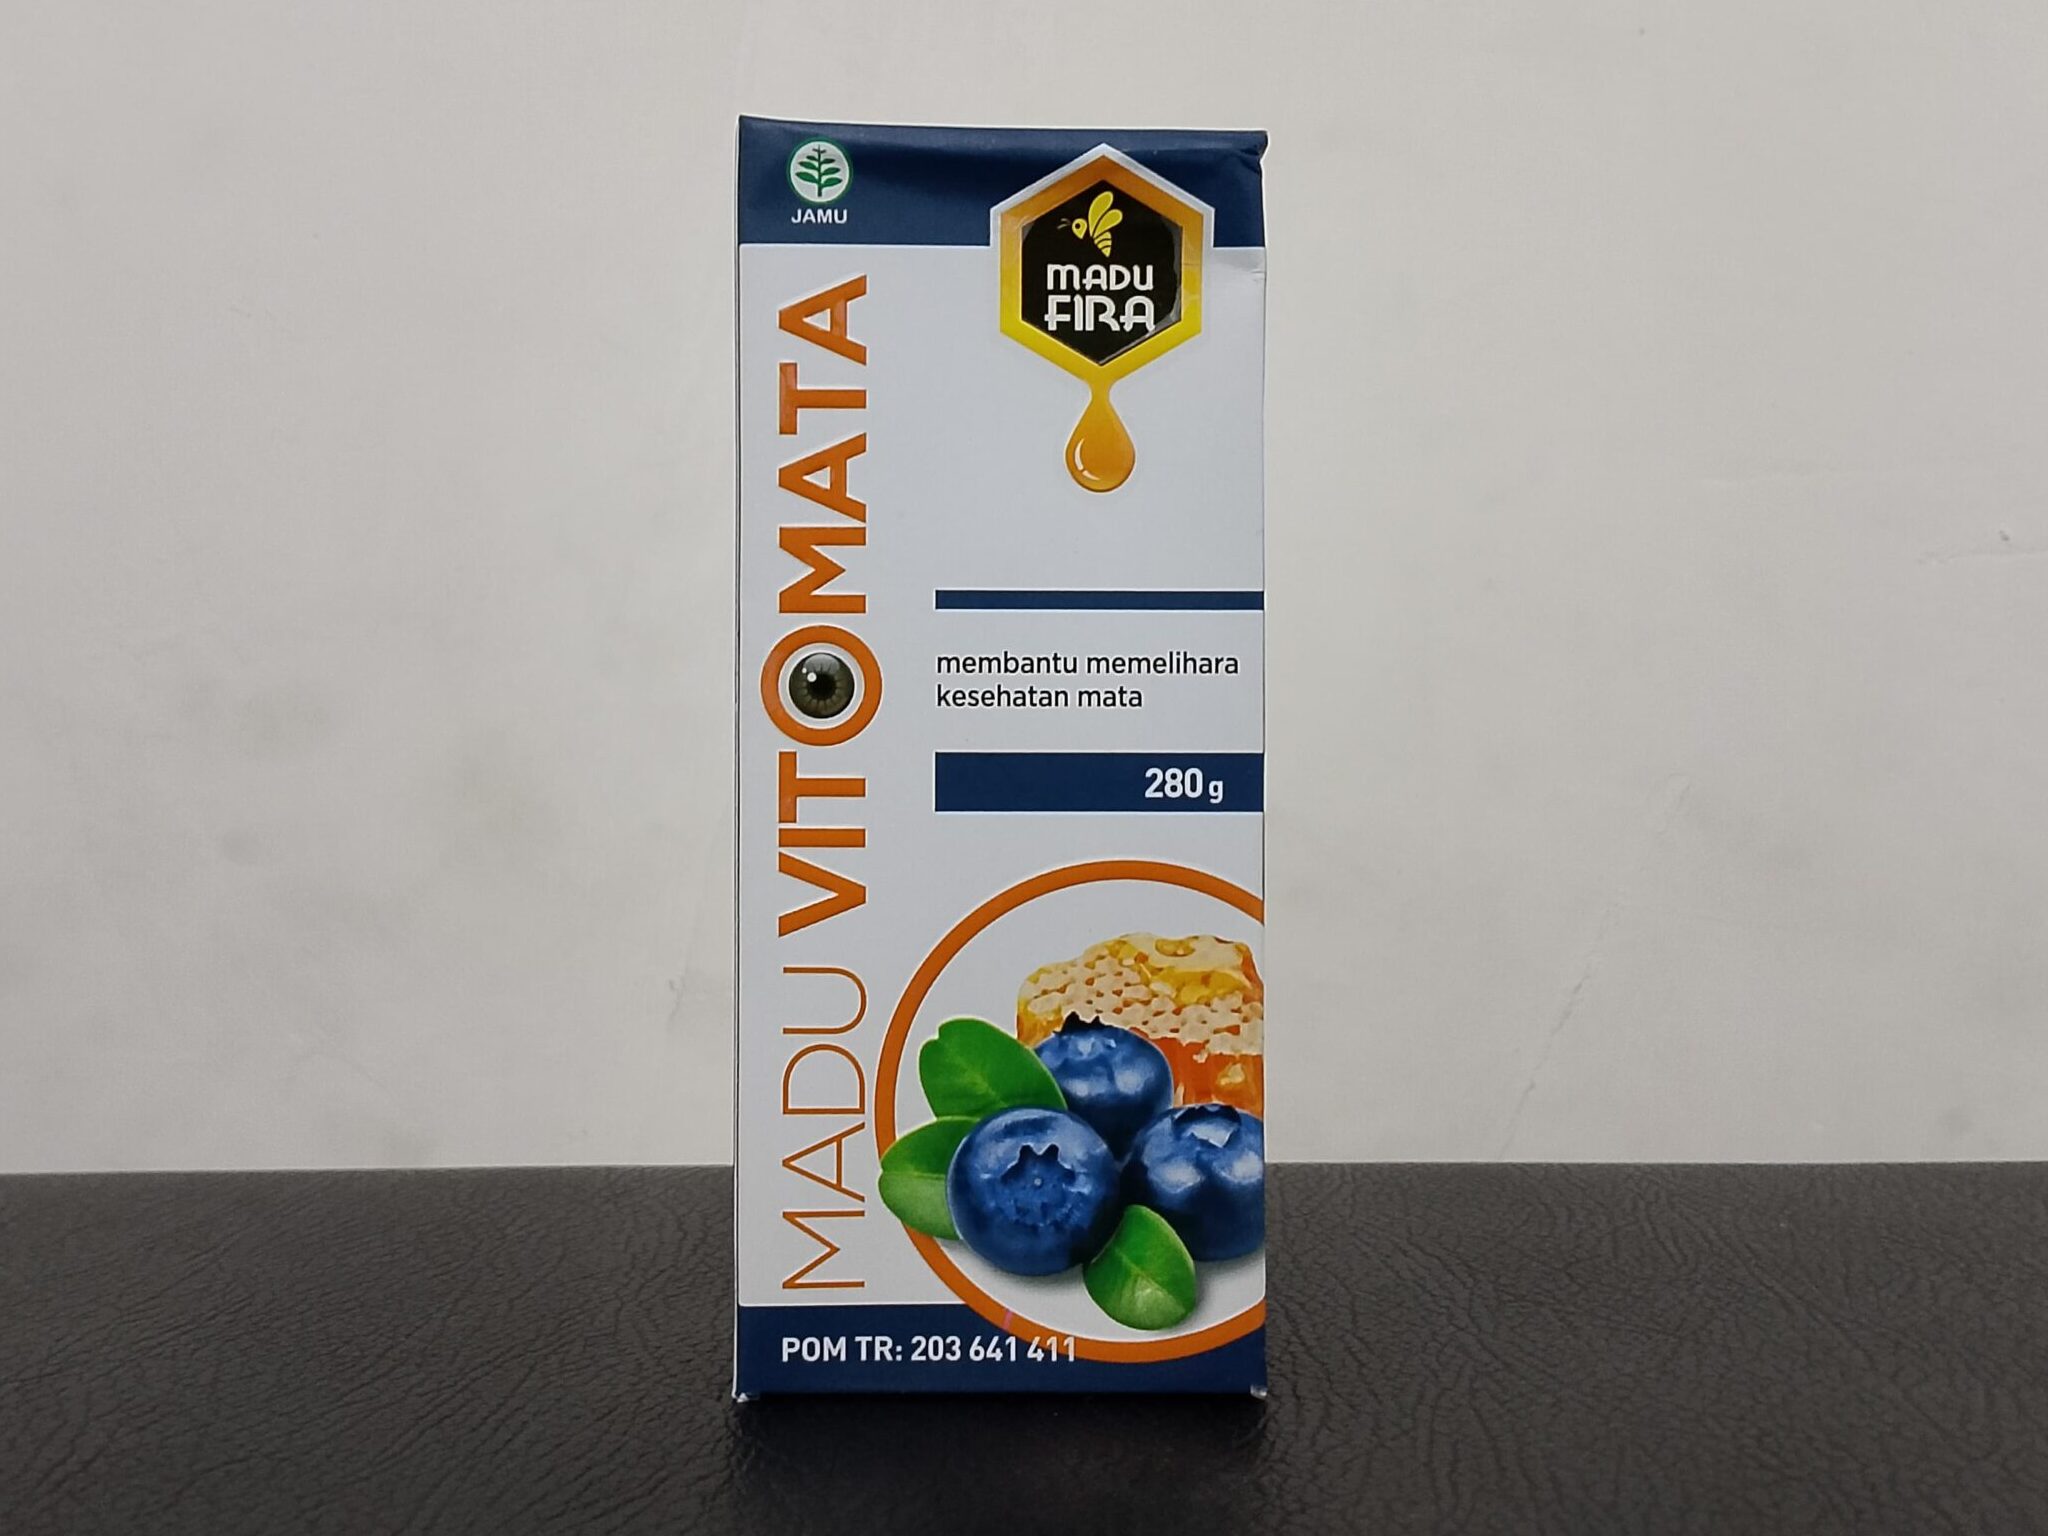 JAMU
MADU
FIRA
MADU VITOMATA
membantu memelihara
kesehatan mata
280 g
POM TR: 203 641 411